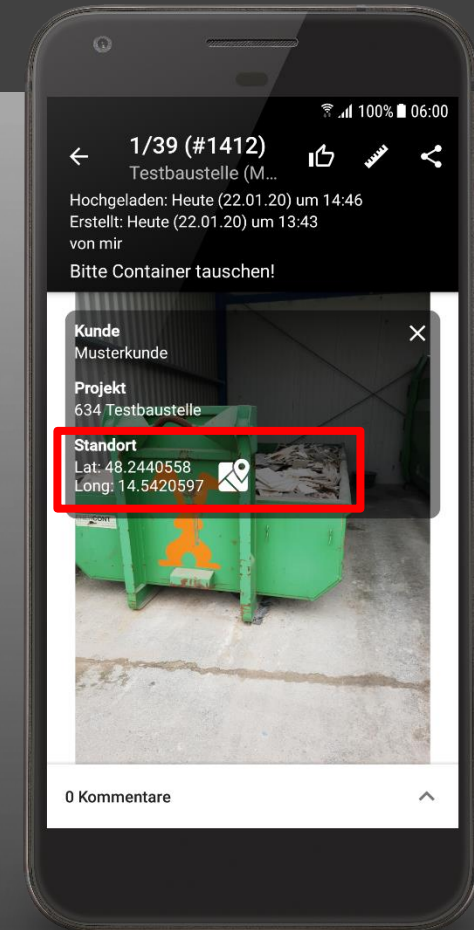 100% 06:00
1/39 (#1412)
Testbaustelle (M...
Hochgeladen: Heute (22.01.20) um 14:46
Erstellt: Heute (22.01.20) um 13:43
von mir
Bitte Container tauschen!
Kunde
Musterkunde
Projekt
634 Testbaustelle
Standort
Lat: 48.2440558
Long: 14.5420597
0 Kommentare